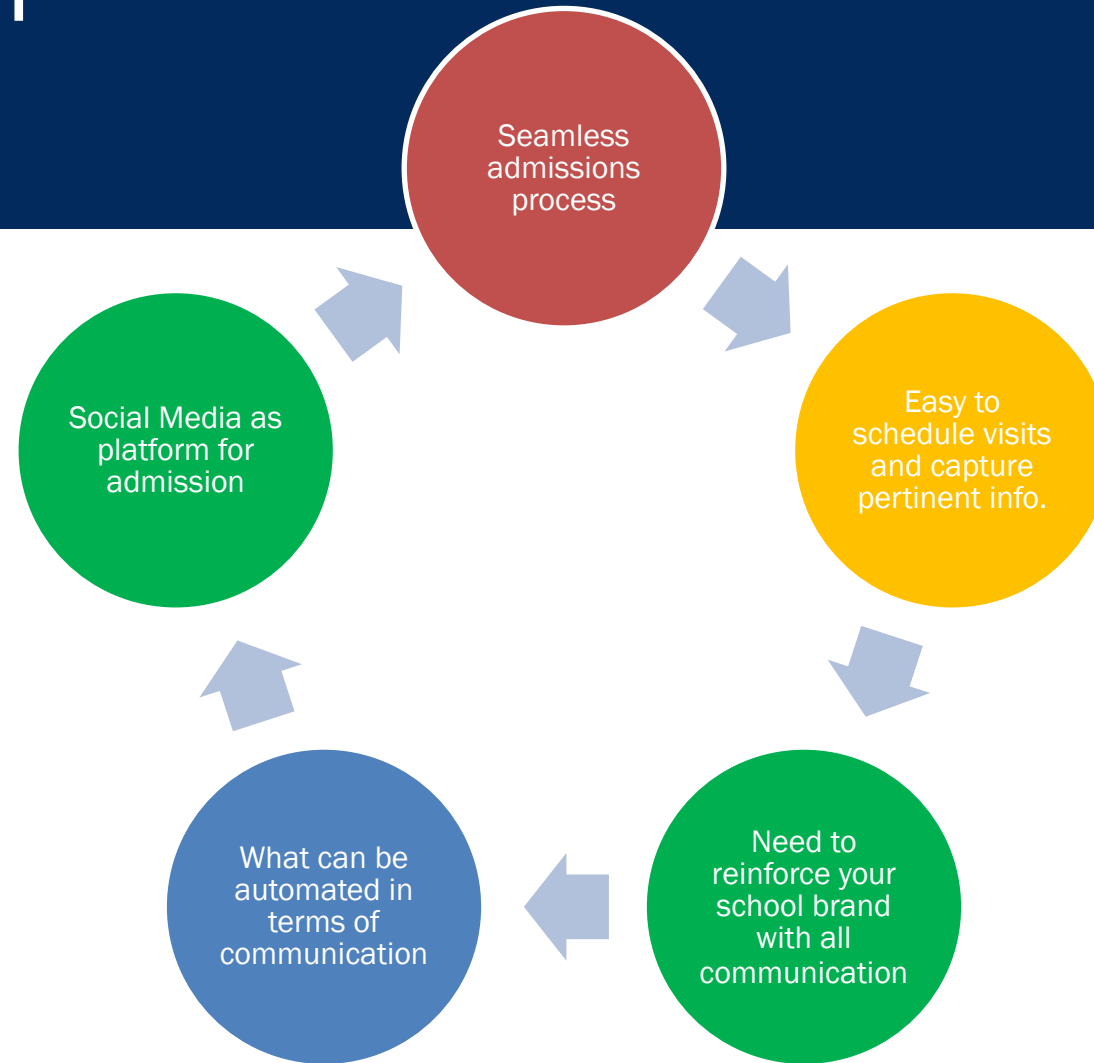 Seamless
admissions
process
Easy to
schedule visits
and capture
pertinent info.
Need to
reinforce your
school brand
with all
communication
What can be
automated in
terms of
communication
Social Media as
platform for
admission